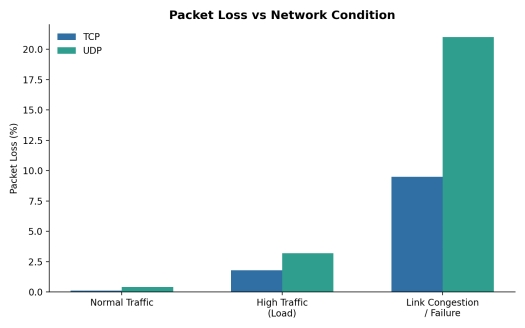 Packet Loss vs Network Condition
TCP
UDP
Packet Loss (%)
20.0
17.5
15.0
12.5
10.0
7.5
5.0
2.5
0.0
Normal Traffic
High Traffic
(Load)
Link Congestion
/ Failure